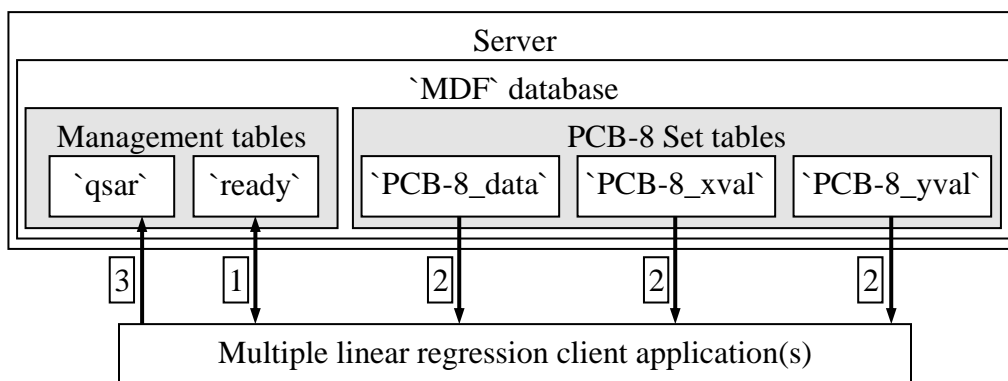 Server
`MDF` database
Management tables
PCB-8 Set tables
`qsar` `ready` `PCB-8_data` `PCB-8_xval` `PCB-8_yval`
3 1 2 2 2
Multiple linear regression client application(s)